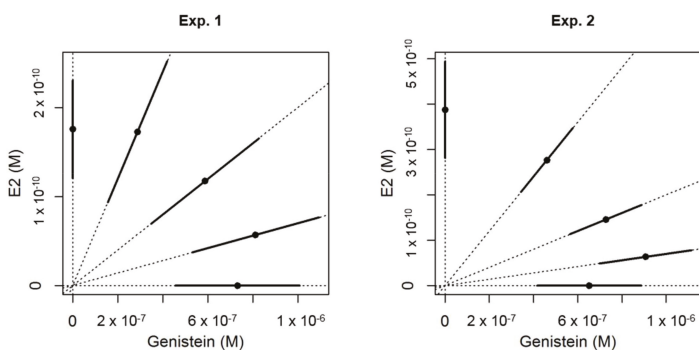 Exp. 1
E2 (M)
2 x 10⁻¹⁰
1 x 10⁻¹⁰
0
0
2 x 10⁻⁷
6 x 10⁻⁷
1 x 10⁻⁶
Genistein (M)
Exp. 2
E2 (M)
5 x 10⁻¹⁰
3 x 10⁻¹⁰
1 x 10⁻¹⁰
0
0
2 x 10⁻⁷
6 x 10⁻⁷
1 x 10⁻⁶
Genistein (M)